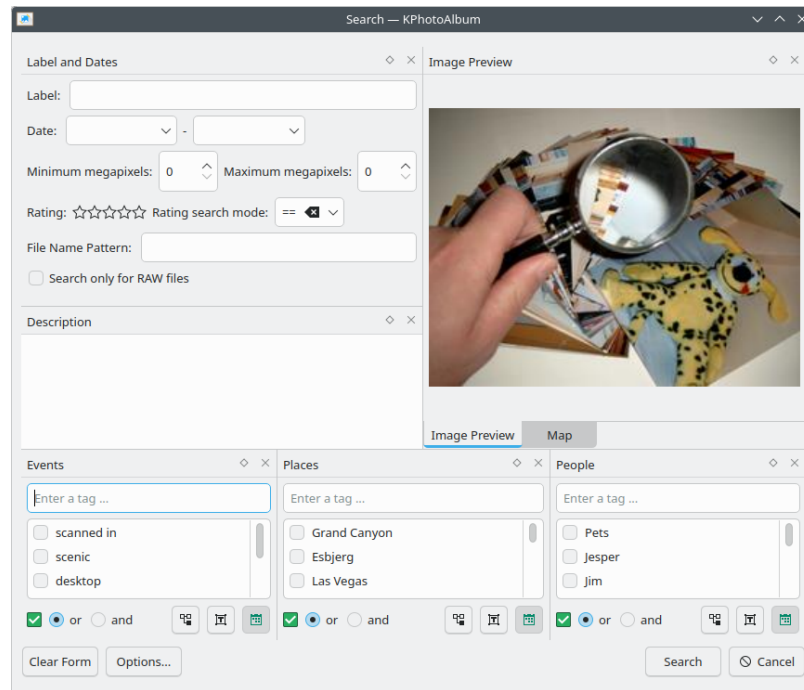 Search — KPhotoAlbum
Label and Dates
Label:
Date: -
Minimum megapixels: 0 Maximum megapixels: 0
Rating: Rating search mode: ==
File Name Pattern:
Search only for RAW files
Description
Image Preview
Image Preview Map
Events
Enter a tag ...
scanned in
scenic
desktop
or and
Places
Enter a tag ...
Grand Canyon
Esbjerg
Las Vegas
or and
People
Enter a tag ...
Pets
Jesper
Jim
or and
Clear Form Options... Search Cancel